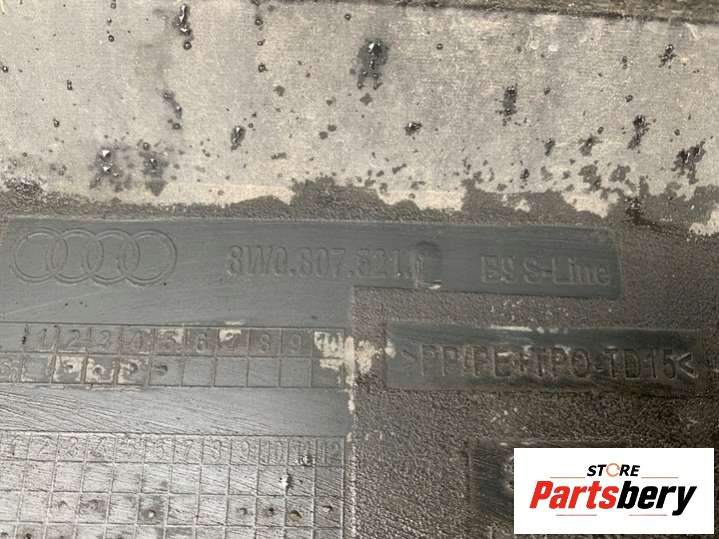 8W0.807.521.
F9 S-Line
1 2 3 4 5 6 7 8 9 10
>PP/PE+TPO-TD15<
1 2 3 4 5 6 7 8 9 10 11 12
STORE
Partsbery